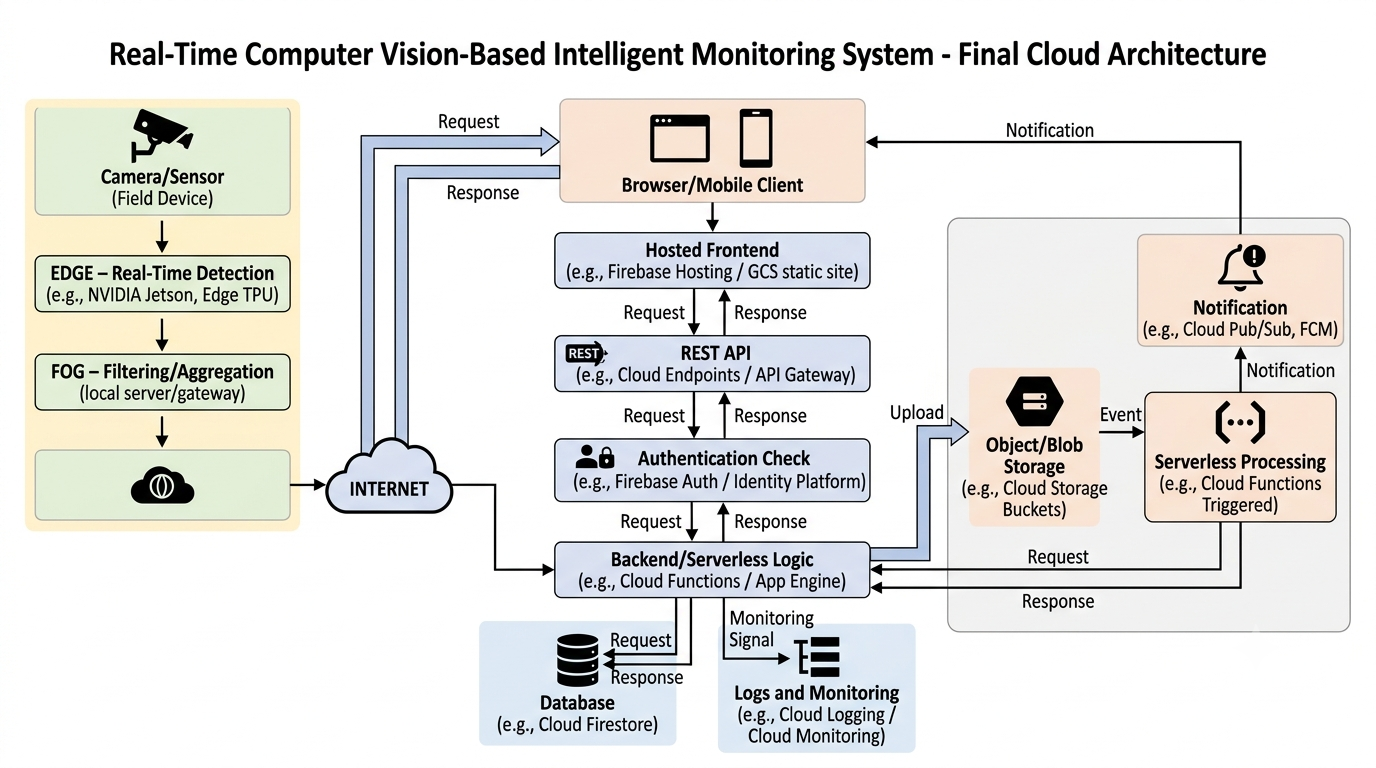 Real-Time Computer Vision-Based Intelligent Monitoring System - Final Cloud Architecture
Camera/Sensor
(Field Device)
EDGE – Real-Time Detection
(e.g., NVIDIA Jetson, Edge TPU)
FOG – Filtering/Aggregation
(local server/gateway)
INTERNET
Request
Response
Browser/Mobile Client
Hosted Frontend
(e.g., Firebase Hosting / GCS static site)
Request
Response
REST
REST API
(e., Cloud Endpoints / API Gateway)
Request
Response
Authentication Check
(e., Firebase Auth / Identity Platform)
Request
Response
Backend/Serverless Logic
(e.g., Cloud Functions / App Engine)
Request
Response
Database
(e.g., Cloud Firestore)
Monitoring
Signal
Logs and Monitoring
(e.g., Cloud Logging /
Cloud Monitoring)
Upload
Object/Blob
Storage
(e.g., Cloud Storage
Buckets)
Event
Serverless Processing
(e.g., Cloud Functions
Triggered)
Request
Response
Notification
Notification
(e.g., Cloud Pub/Sub, FCM)
Notification